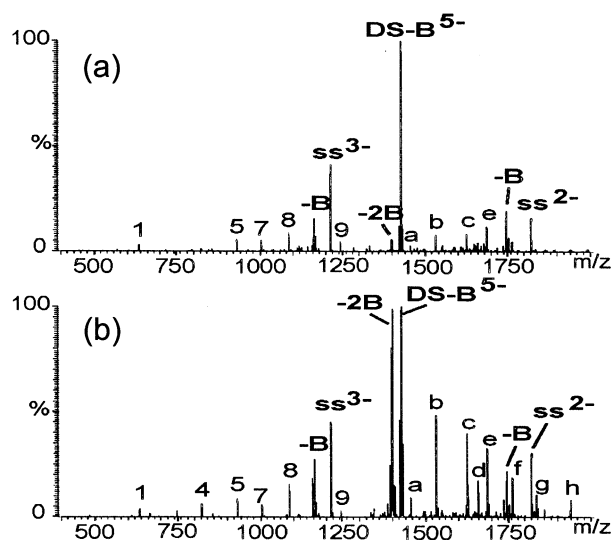 DS-B5-
100
(a)
ss3-
%
-B
-B
-2B
ss2-
1
5
7
8
9
a
b
c
e
0
500
750
1000
1250
1500
1750
m/z
DS-B5-
100
-2B
(b)
ss3-
b
ss2-
%
c
-B
e
-B
8
d
f
1
4
5
7
9
a
g
h
0
500
750
1000
1250
1500
1750
m/z